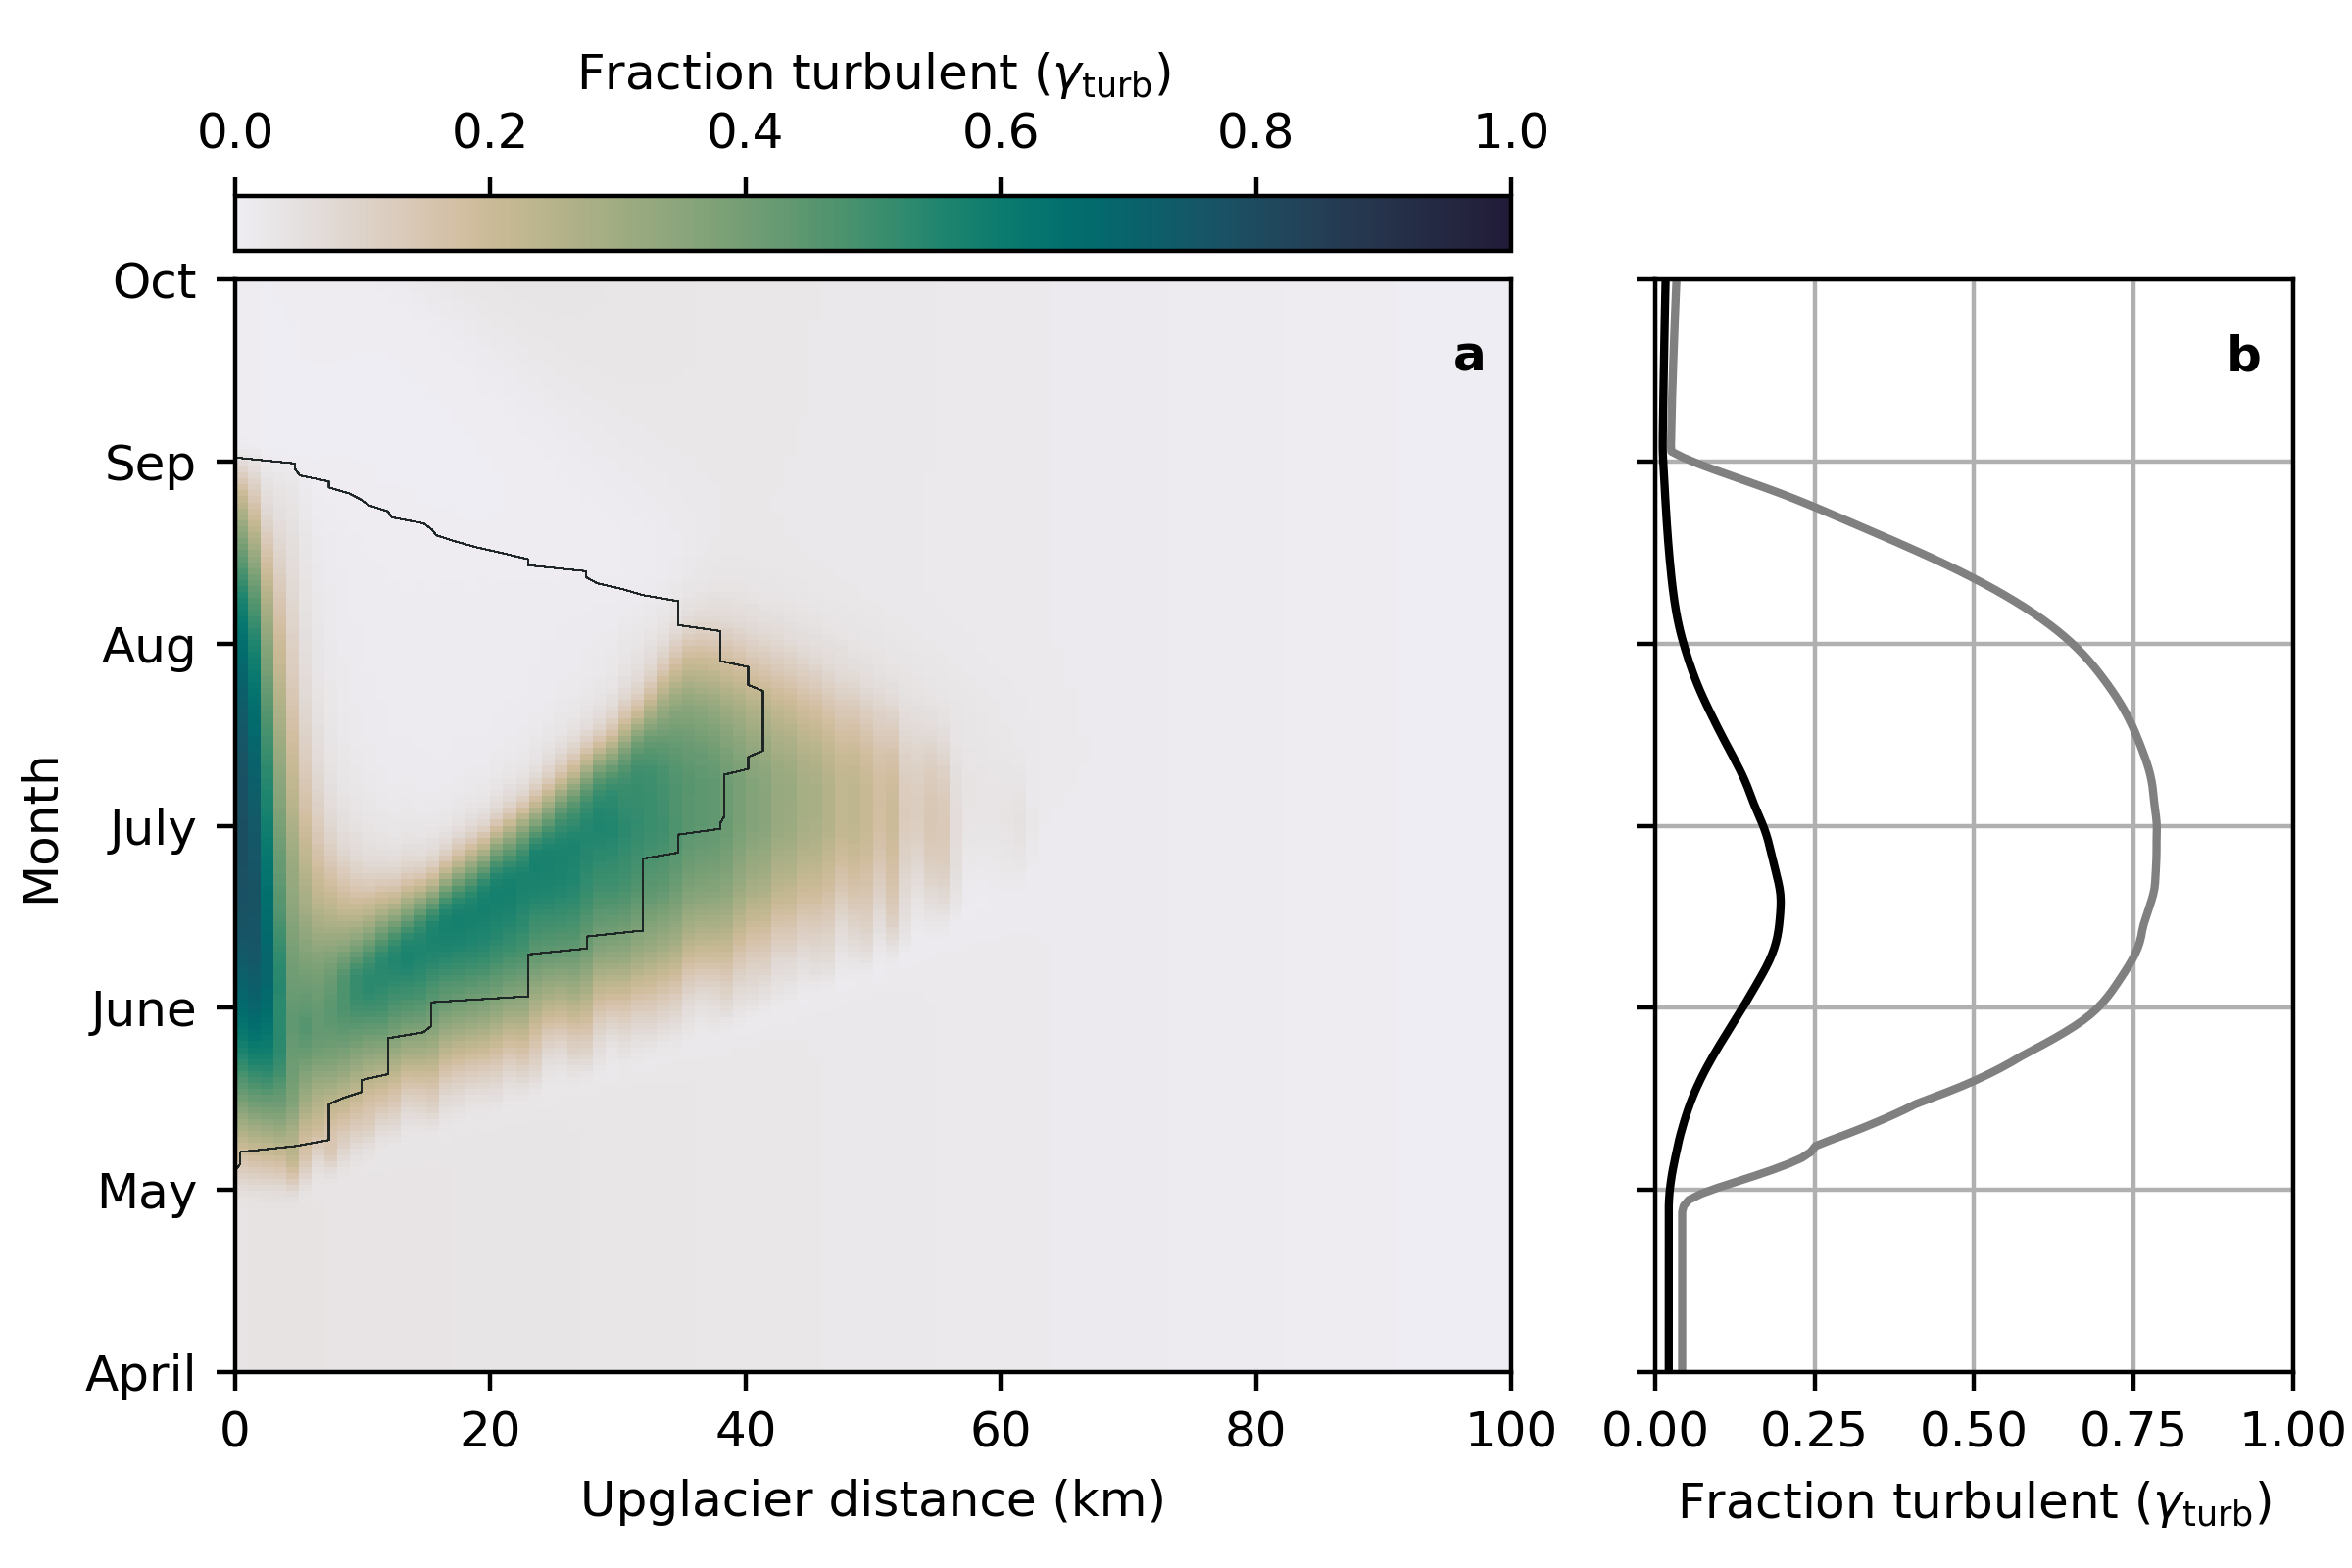 Fraction turbulent (γturb)
0.0 0.2 0.4 0.6 0.8 1.0
a
b
Oct
Sep
Aug
July
June
May
April
Month
0 20 40 60 80 100
Upglacier distance (km)
0.00 0.25 0.50 0.75 1.00
Fraction turbulent (γturb)